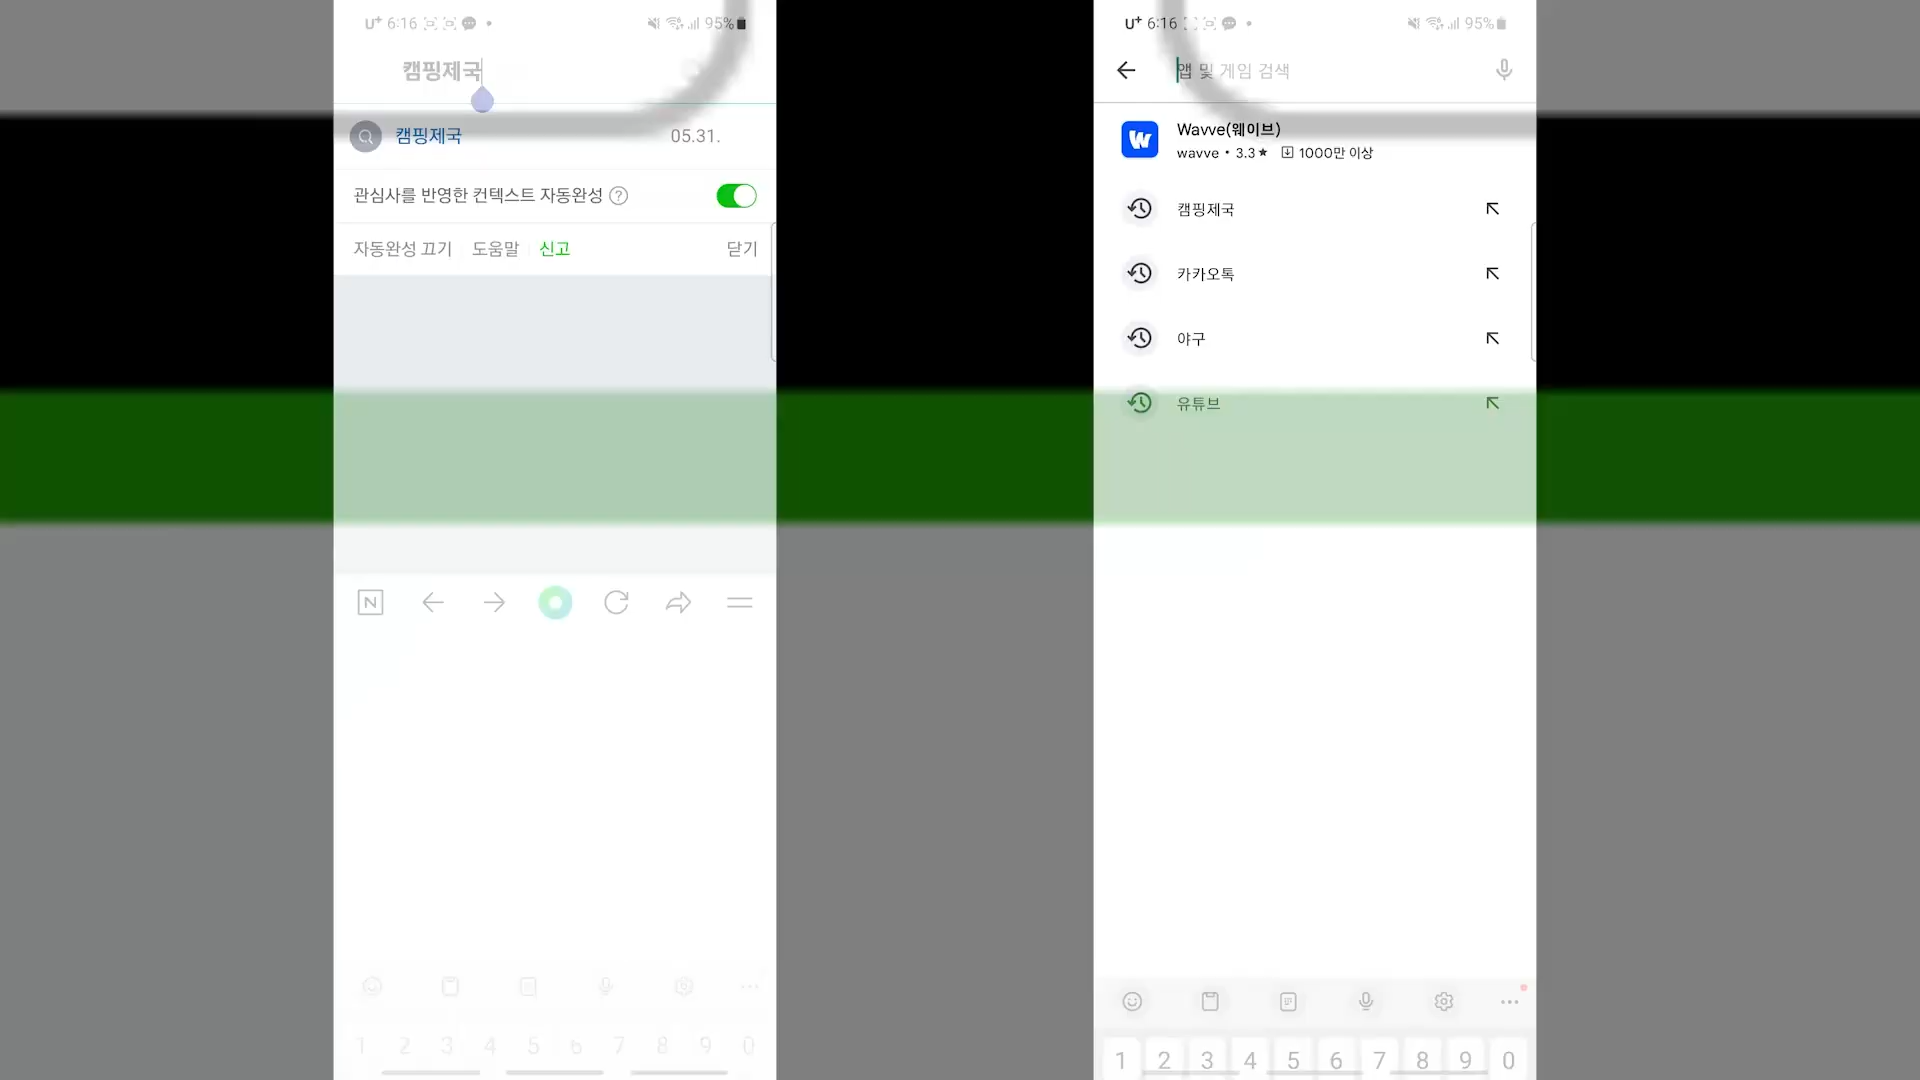 U+ 6:16 95%
캠핑제국
캠핑제국 05.31.
관심사를 반영한 컨텍스트 자동완성 ?
자동완성 끄기 도움말 신고 닫기
N
1 2 3 4 5 6 7 8 9 0
U+ 6:16 95%
앱 및 게임 검색
Wavve(웨이브)
wavve • 3.3★ 1000만 이상
캠핑제국
카카오톡
야구
유튜브
1 2 3 4 5 6 7 8 9 0